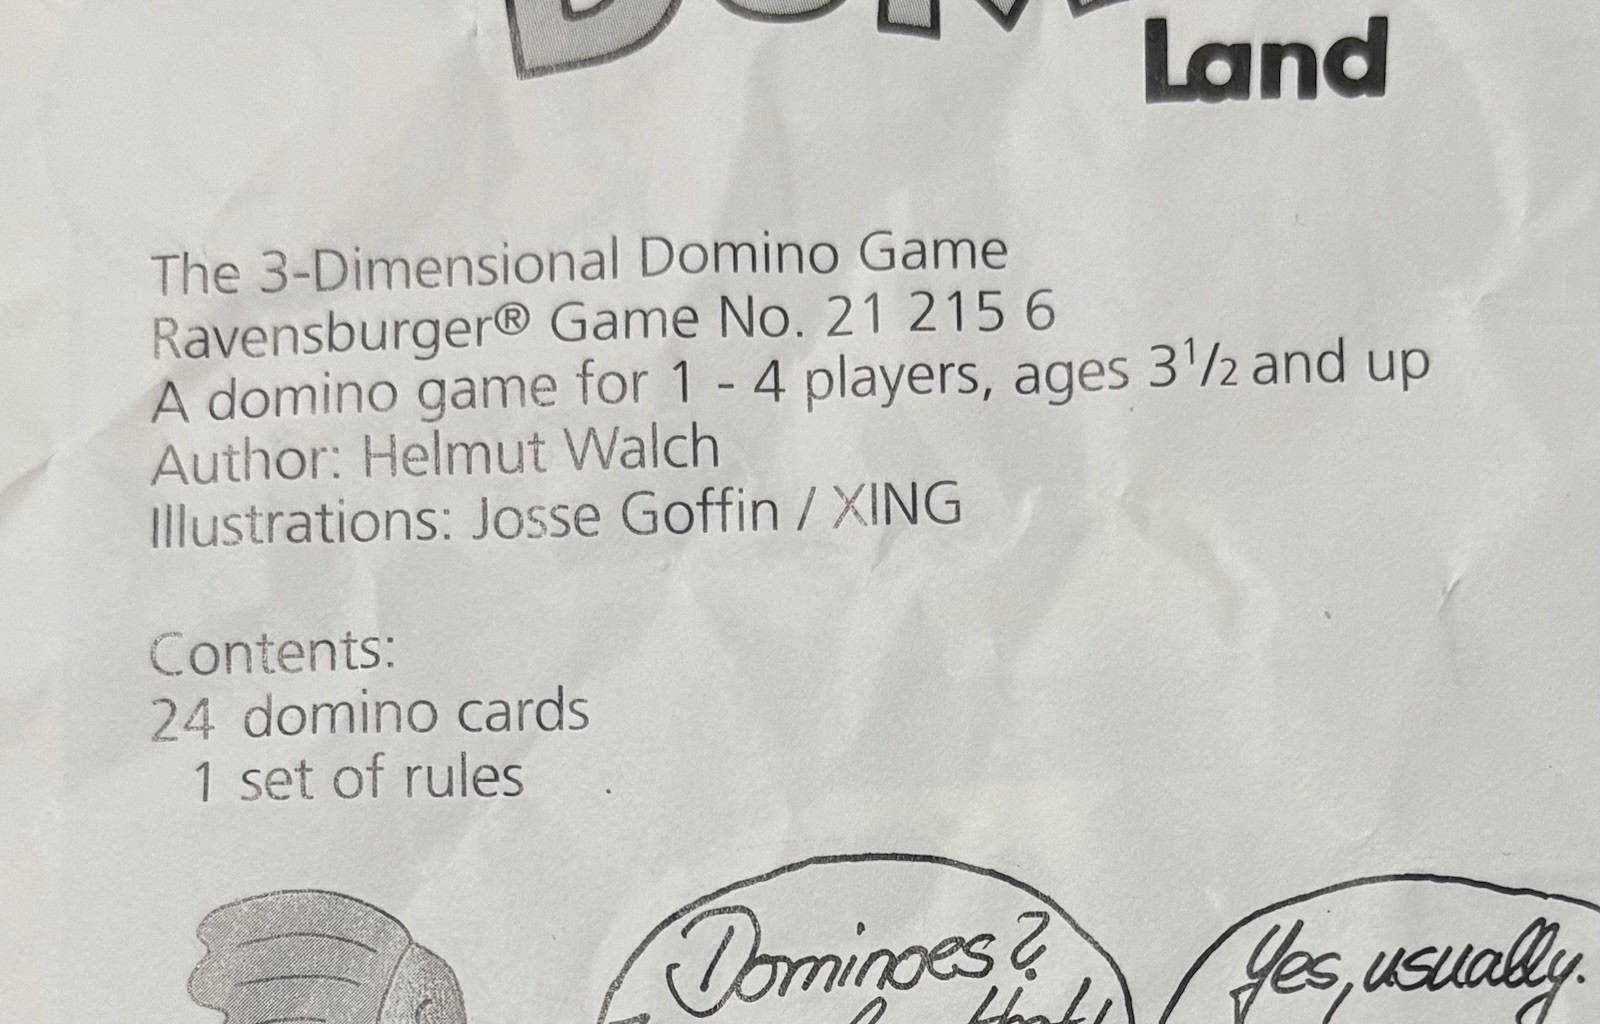 Land
The 3-Dimensional Domino Game
Ravensburger® Game No. 21 215 6
A domino game for 1 - 4 players, ages 3 1/2 and up
Author: Helmut Walch
Illustrations: Josse Goffin / XING
Contents:
24 domino cards
1 set of rules
Dominoes?
Yes, usually.